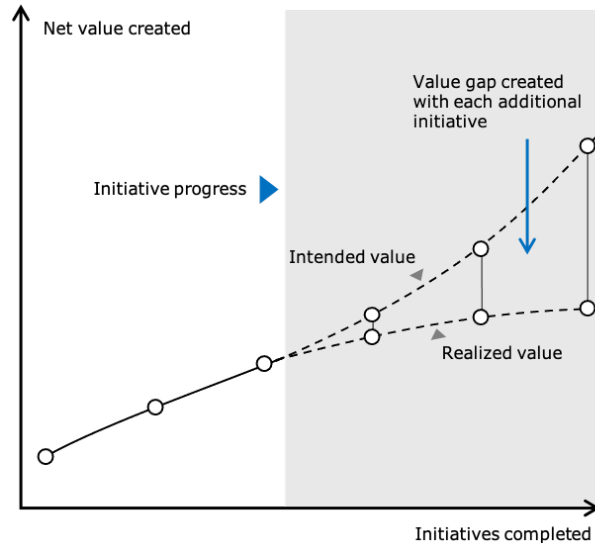 Net value created
Value gap created
with each additional
initiative
Initiative progress
Intended value
Realized value
Initiatives completed